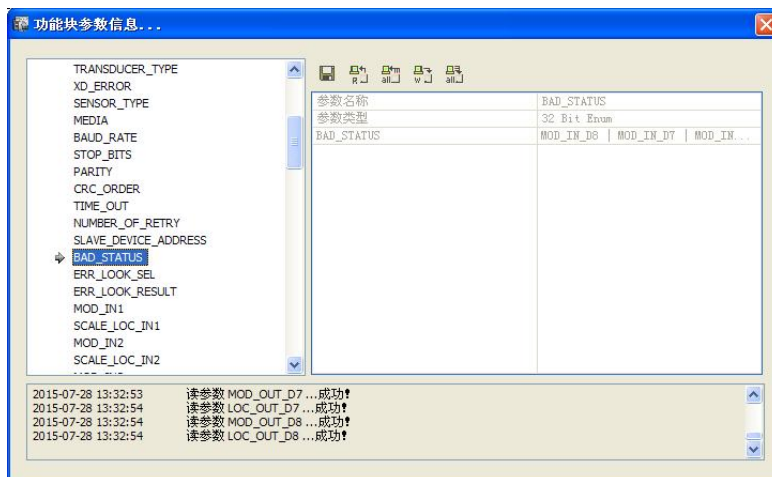 功能块参数信息...
TRANSDUCER_TYPE
XD_ERROR
SENSOR_TYPE
MEDIA
BAUD_RATE
STOP_BITS
PARITY
CRC_ORDER
TIME_OUT
NUMBER_OF_RETRY
SLAVE_DEVICE_ADDRESS
BAD_STATUS
ERR_LOOK_SEL
ERR_LOOK_RESULT
MOD_IN1
SCALE_LOC_IN1
MOD_IN2
SCALE_LOC_IN2
R all w all
参数名称 BAD_STATUS
参数类型 32 Bit Enum
BAD_STATUS MOD_IN_D8 | MOD_IN_D7 | MOD_IN...
2015-07-28 13:32:53 读参数 MOD_OUT_D7 ...成功!
2015-07-28 13:32:54 读参数 LOC_OUT_D7 ...成功!
2015-07-28 13:32:54 读参数 MOD_OUT_D8 ...成功!
2015-07-28 13:32:54 读参数 LOC_OUT_D8 ...成功!